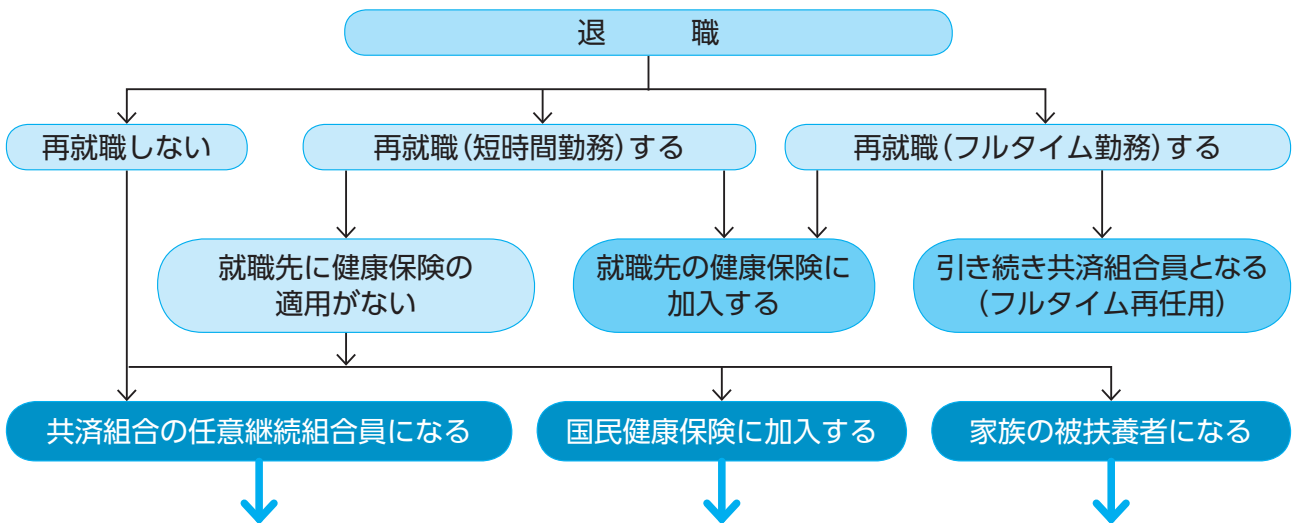 退　職
再就職しない
再就職(短時間勤務)する
再就職(フルタイム勤務)する
就職先に健康保険の
適用がない
就職先の健康保険に
加入する
引き続き共済組合員となる
(フルタイム再任用)
共済組合の任意継続組合員になる
国民健康保険に加入する
家族の被扶養者になる